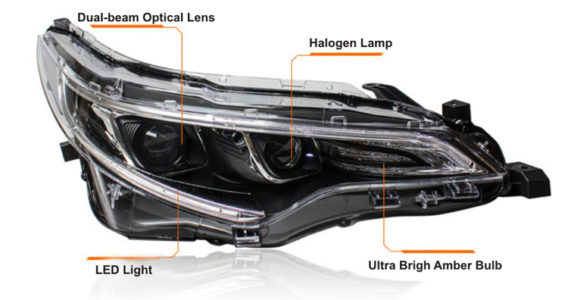 Dual-beam Optical Lens
Halogen Lamp
LED Light
Ultra Brigh Amber Bulb